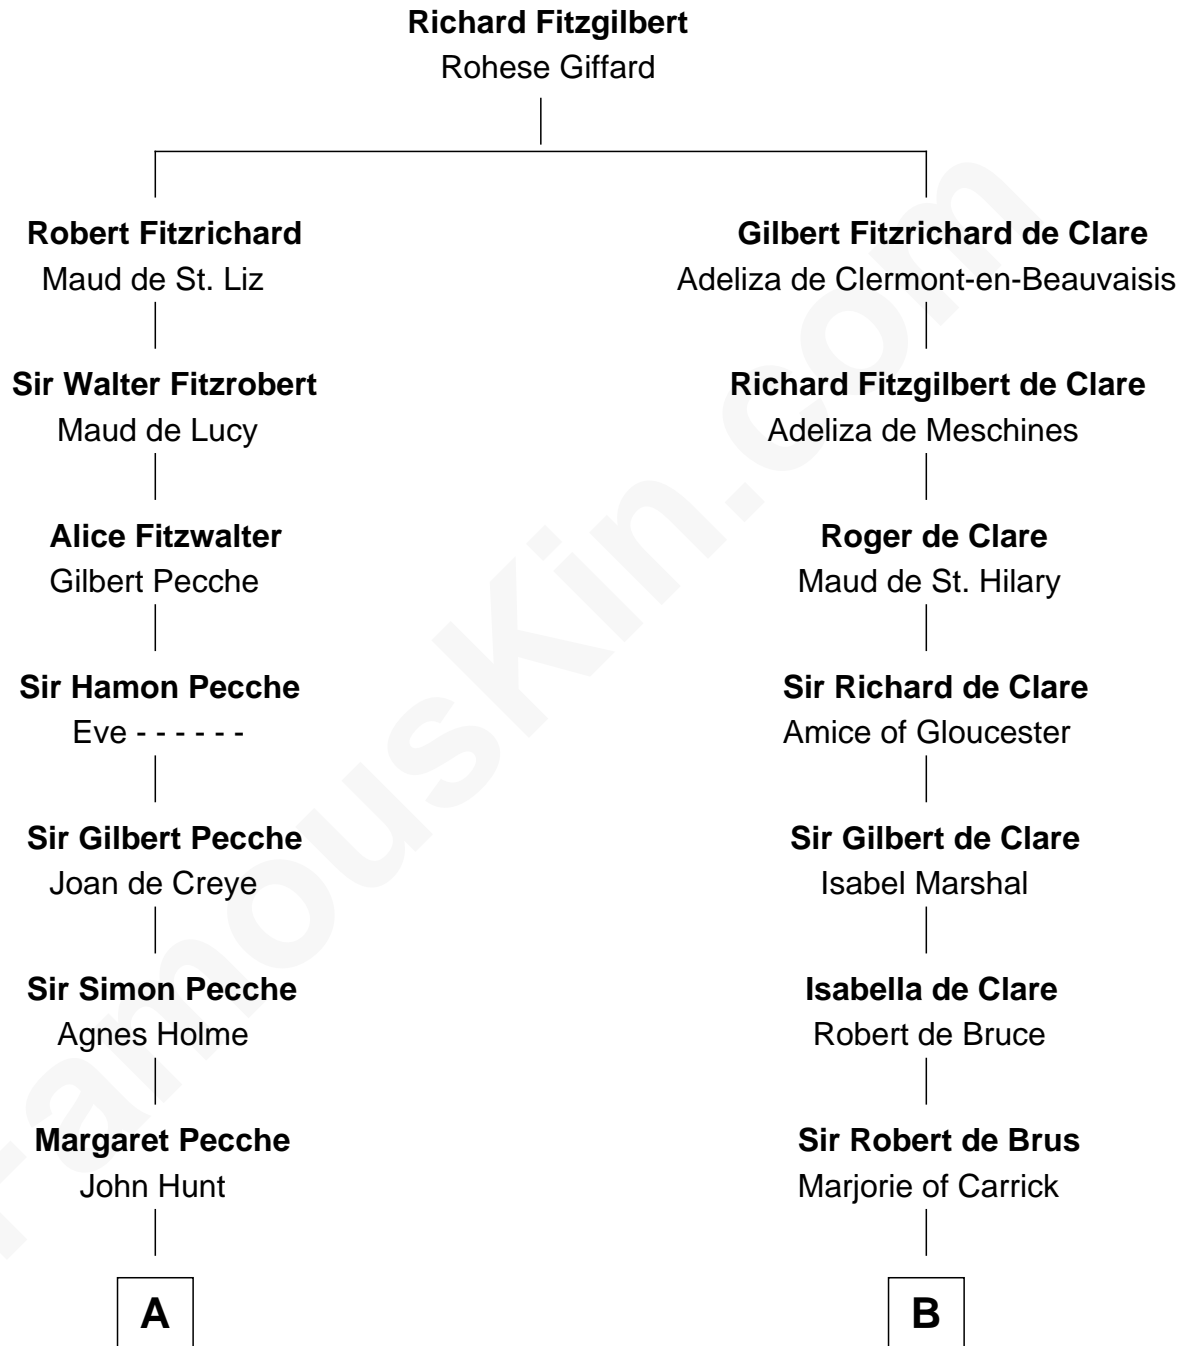 Richard Fitzgilbert
Rohese Giffard
Robert Fitzrichard
Maud de St. Liz
Gilbert Fitzrichard de Clare
Adeliza de Clermont-en-Beauvaisis
Sir Walter Fitzrobert
Maud de Lucy
Richard Fitzgilbert de Clare
Adeliza de Meschines
Alice Fitzwalter
Gilbert Pecche
Roger de Clare
Maud de St. Hilary
Sir Hamon Pecche
Eve - - - - - -
Sir Richard de Clare
Amice of Gloucester
Sir Gilbert Pecche
Joan de Creye
Sir Gilbert de Clare
Isabel Marshal
Sir Simon Pecche
Agnes Holme
Isabella de Clare
Robert de Bruce
Margaret Pecche
John Hunt
Sir Robert de Brus
Marjorie of Carrick
A
B
FamousKin.com